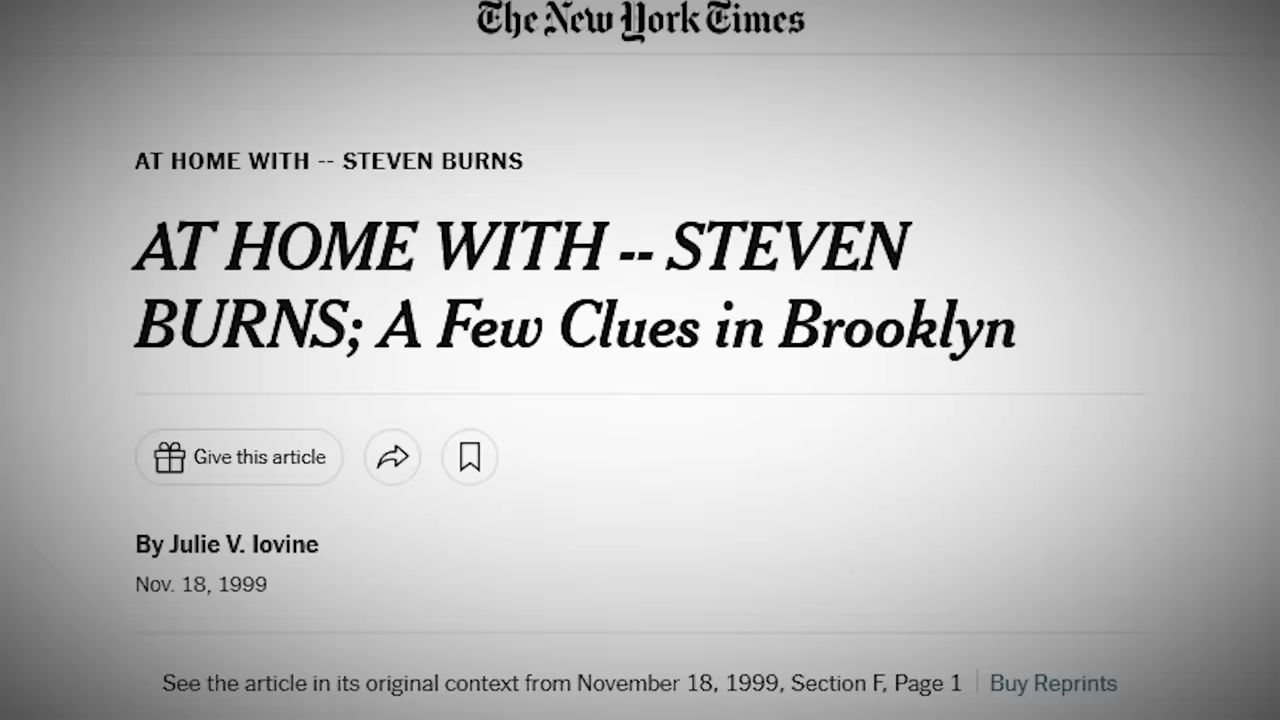 The New York Times
AT HOME WITH -- STEVEN BURNS
AT HOME WITH -- STEVEN
BURNS; A Few Clues in Brooklyn
Give this article
By Julie V. Iovine
Nov. 18, 1999
See the article in its original context from November 18, 1999, Section F, Page 1
Buy Reprints